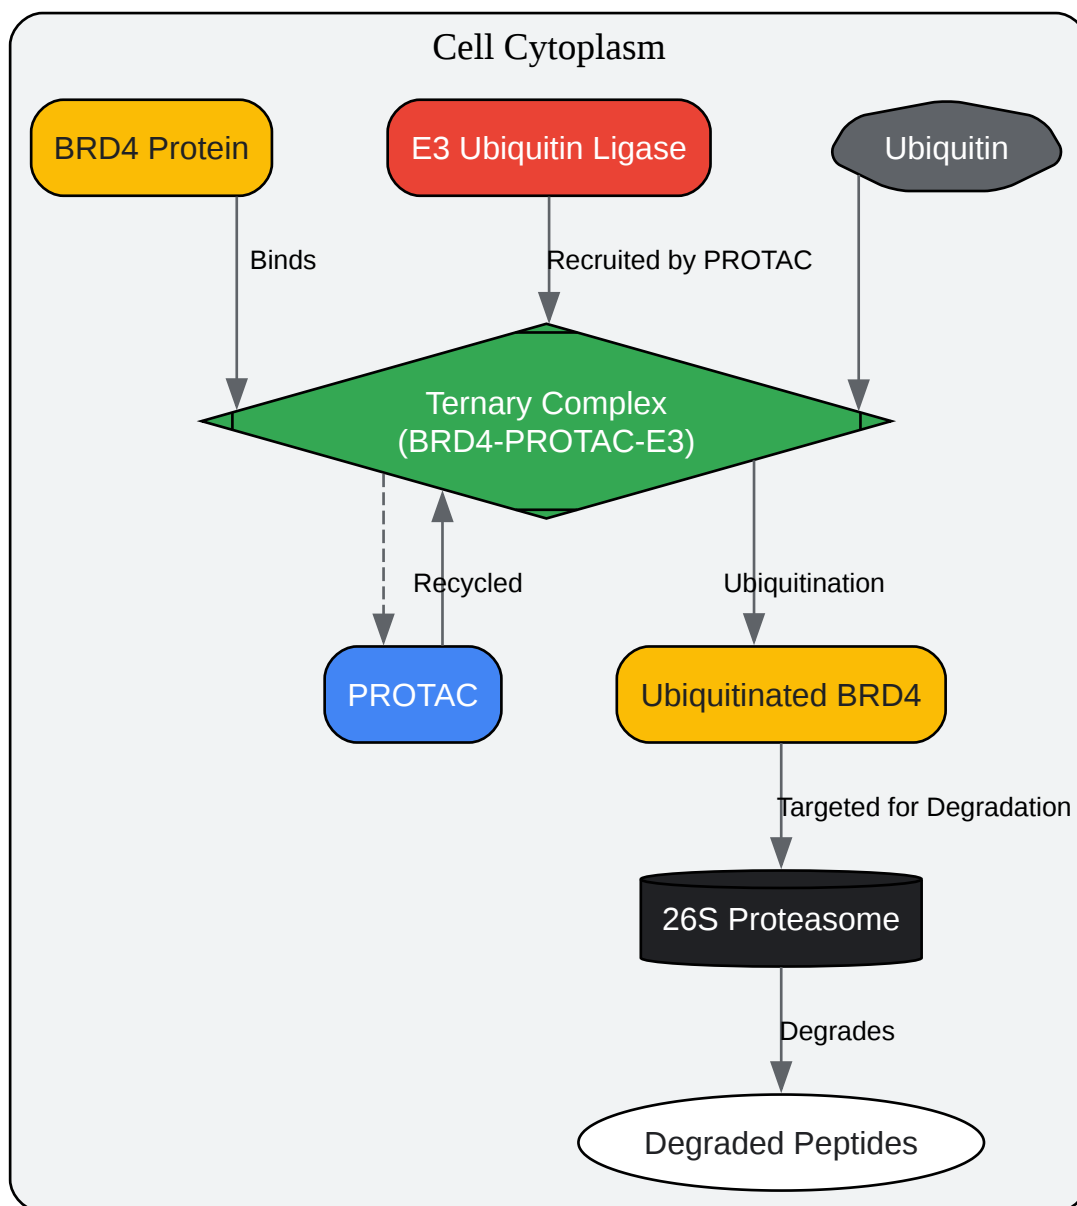 Cell Cytoplasm
BRD4 Protein
E3 Ubiquitin Ligase
Ubiquitin
Binds
Recruited by PROTAC
Ternary Complex
(BRD4-PROTAC-E3)
Recycled
Ubiquitination
PROTAC
Ubiquitinated BRD4
Targeted for Degradation
26S Proteasome
Degrades
Degraded Peptides